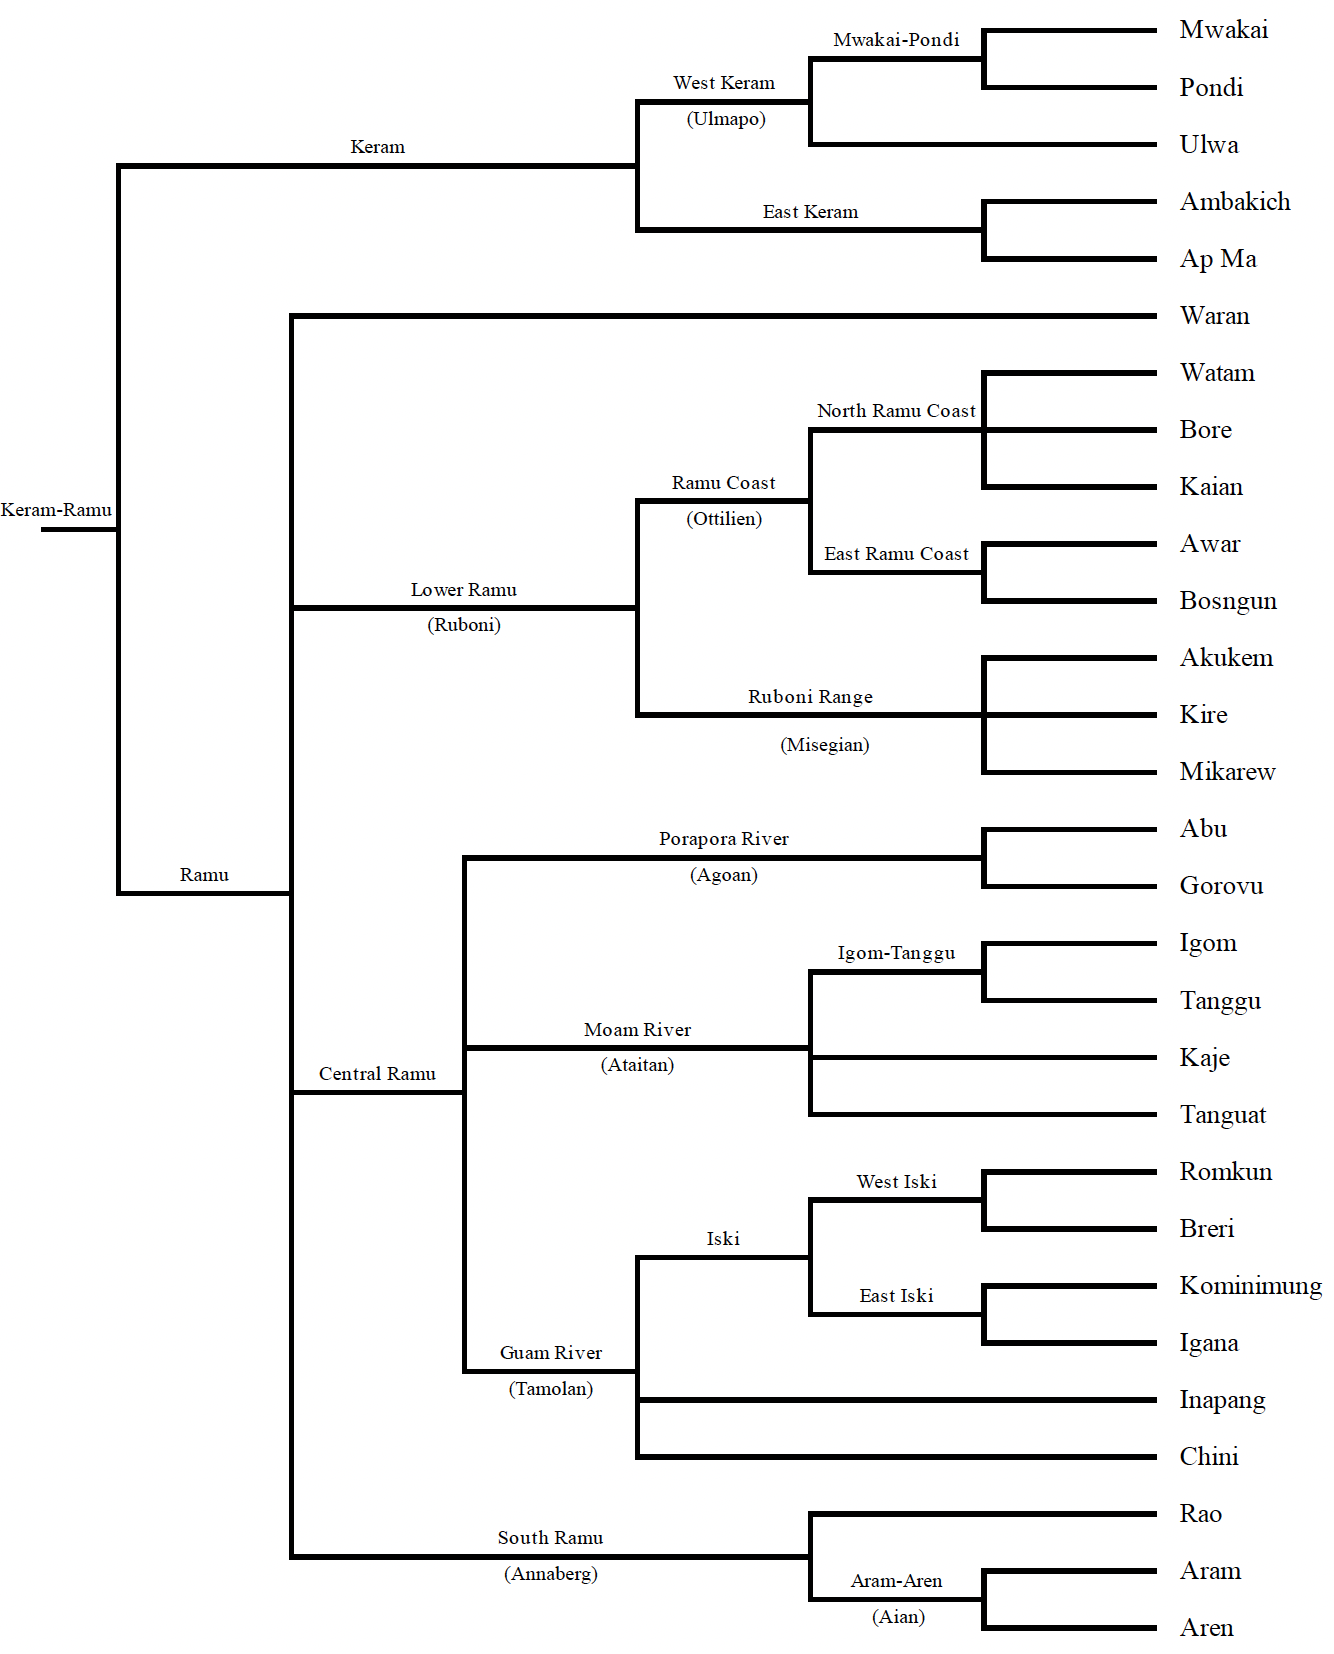 Mwakai
Mwakai-Pondi
West Keram
Pondi
(Ulmapo)
Ulwa
Keram
Ambakich
East Keram
Ap Ma
Waran
Watam
North Ramu Coast
Bore
Ramu Coast
Kaian
Keram-Ramu
(Ottilien)
Awar
East Ramu Coast
Lower Ramu
Bosngun
(Ruboni)
Akukem
Ruboni Range
Kire
(Misegian)
Mikarew
Abu
Porapora River
Ramu
(Agoan)
Gorovu
Igom
Igom-Tanggu
Tanggu
Moam River
Kaje
(Ataitan)
Central Ramu
Tanguat
Romkun
West Iski
Breri
Iski
Kominimung
East Iski
Igana
Guam River
(Tamolan)
Inapang
Chini
Rao
South Ramu
(Annaberg)
Aram
Aram-Aren
(Aian)
Aren